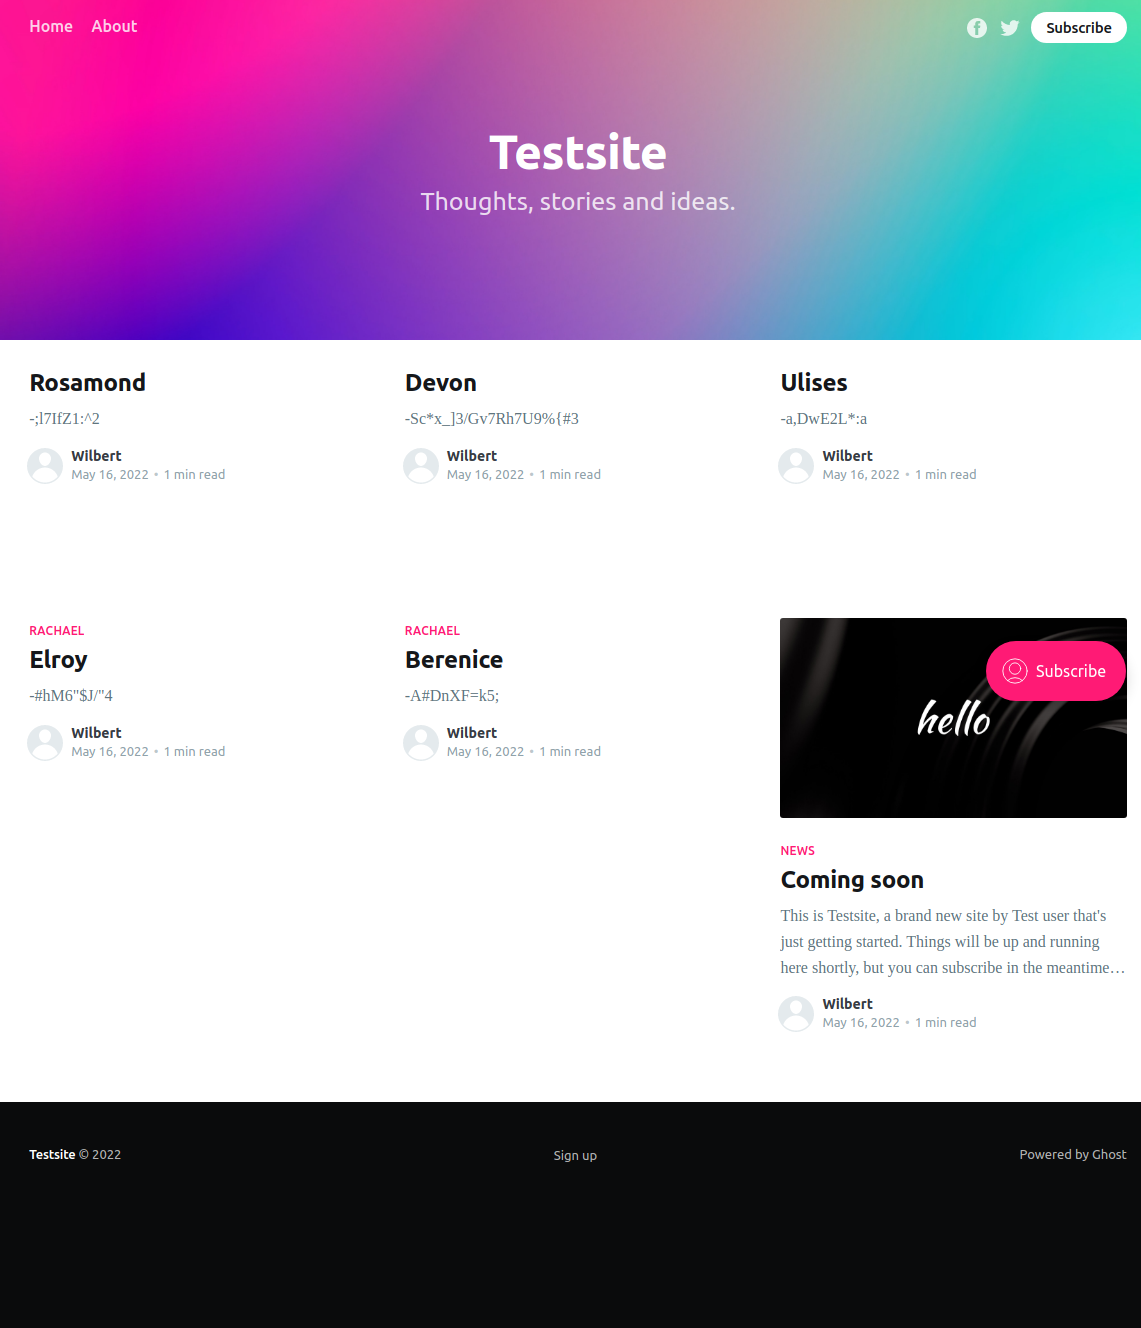 Home About
Subscribe
Testsite
Thoughts, stories and ideas.
Rosamond
-;l7IfZ1:^2
Wilbert
May 16, 2022 • 1 min read
Devon
-Sc*x_]3/Gv7Rh7U9%{#3
Wilbert
May 16, 2022 • 1 min read
Ulises
-a,DwE2L*:a
Wilbert
May 16, 2022 • 1 min read
RACHAEL
Elroy
-#hM6"$J/"4
Wilbert
May 16, 2022 • 1 min read
RACHAEL
Berenice
-A#DnXF=k5;
Wilbert
May 16, 2022 • 1 min read
Subscribe
hello
NEWS
Coming soon
This is Testsite, a brand new site by Test user that's
just getting started. Things will be up and running
here shortly, but you can subscribe in the meantime…
Wilbert
May 16, 2022 • 1 min read
Testsite © 2022
Sign up
Powered by Ghost